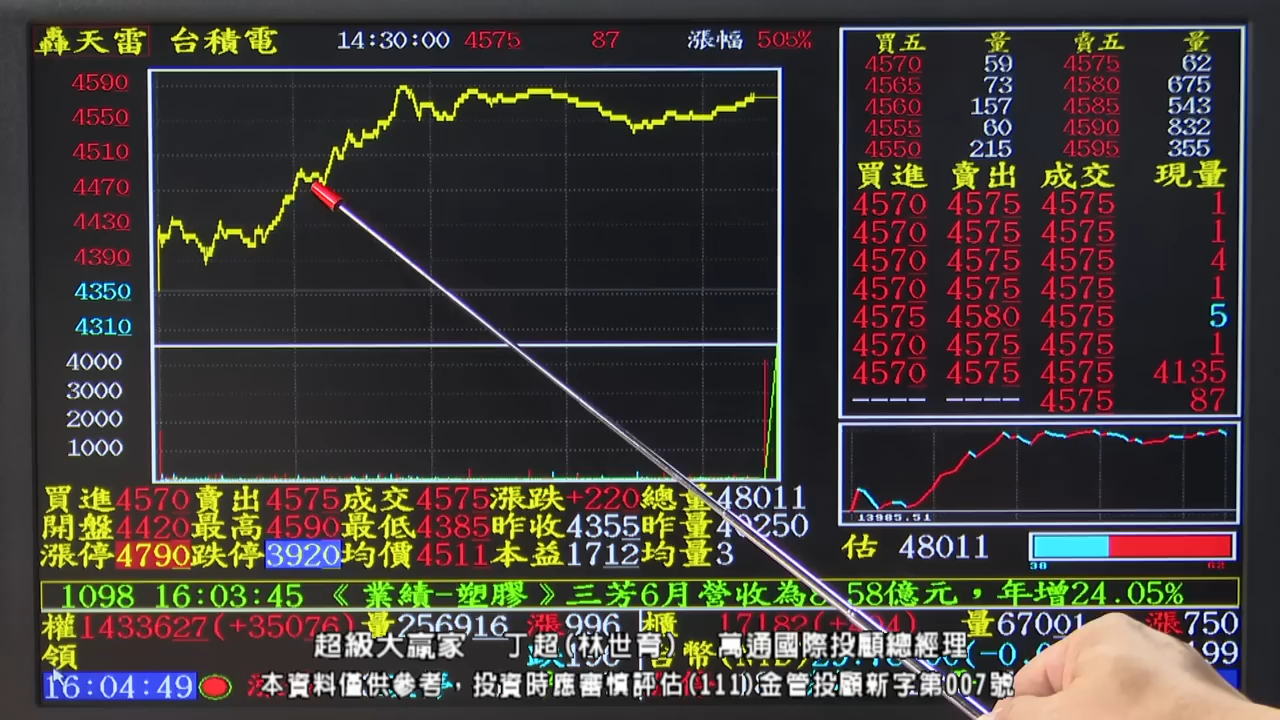 轟天雷 台積電 14:30:00 4575 87 漲幅 505%
買五 量 賣五 量
4570 59 4575 62
4565 73 4580 675
4560 157 4585 543
4555 60 4590 832
4550 215 4595 355
買進 賣出 成交 現量
4570 4575 4575 1
4570 4575 4575 1
4570 4575 4575 4
4570 4575 4575 1
4575 4580 4575 5
4570 4575 4575 1
4570 4575 4575 4135
---- ---- 4575 87
4590
4550
4510
4470
4430
4390
4350
4310
4000
3000
2000
1000
13985.51
買進4570賣出4575成交4575漲跌+220總量48011
開盤4420最高4590最低4385昨收4355昨量40250
漲停4790跌停3920均價4511本益1712均量3
估 48011
38 62
1098 16:03:45 《業績-塑膠》三芳6月營收為8.58億元，年增24.05%
權1433627(+35076)量256916 漲996 櫃 17182 量67001 漲750
領
超級大贏家 丁超(林世育) 萬通國際投顧總經理
16:04:49
本資料僅供參考，投資時應審慎評估(111)金管投顧新字第007號